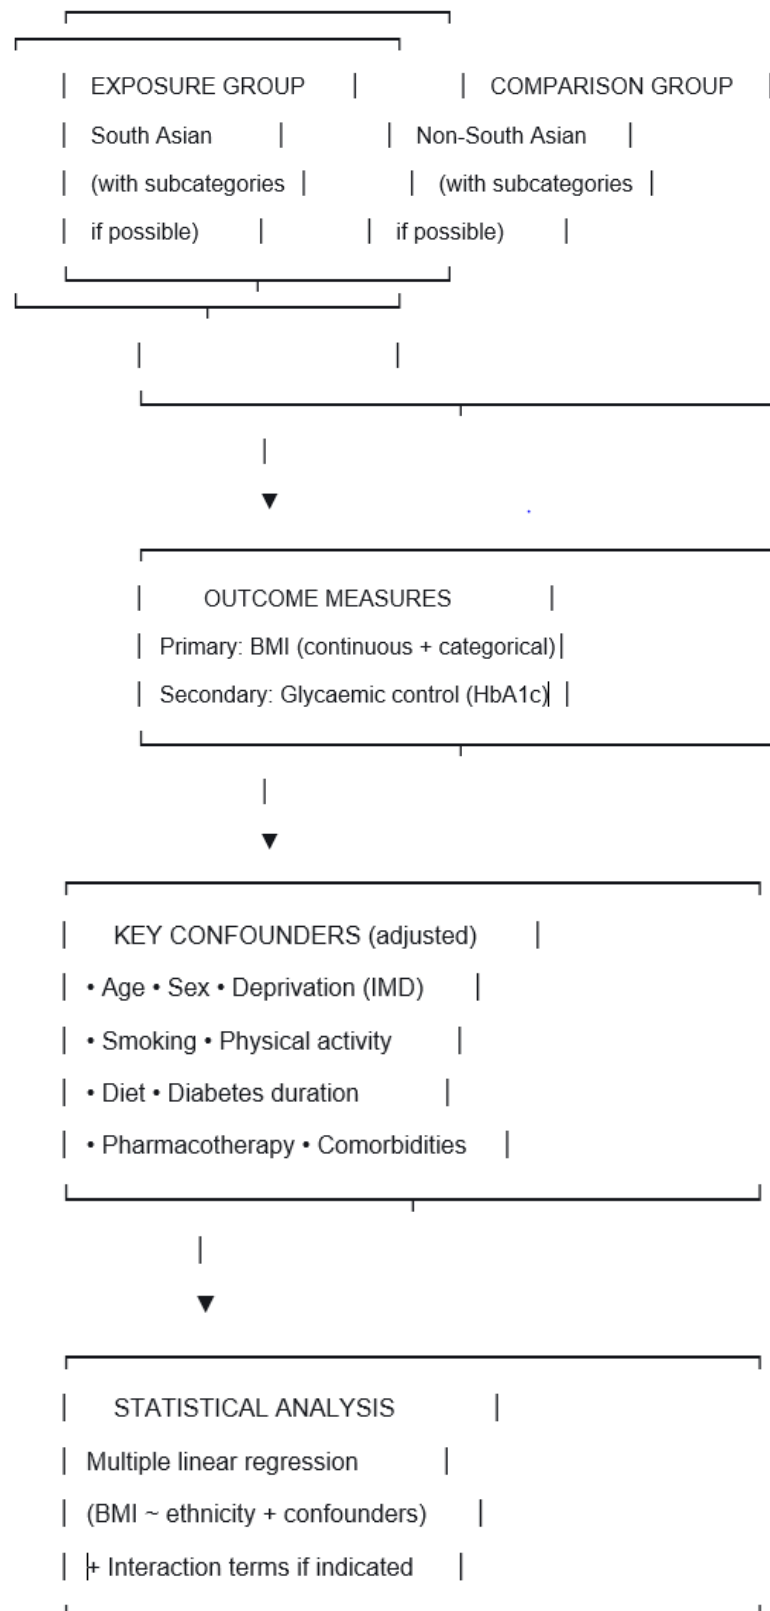 EXPOSURE GROUP COMPARISON GROUP
South Asian Non-South Asian
(with subcategories (with subcategories
if possible) if possible)
OUTCOME MEASURES
Primary: BMI (continuous + categorical)
Secondary: Glycaemic control (HbA1c)
KEY CONFOUNDERS (adjusted)
• Age • Sex • Deprivation (IMD)
• Smoking • Physical activity
• Diet • Diabetes duration
• Pharmacotherapy • Comorbidities
STATISTICAL ANALYSIS
Multiple linear regression
(BMI ~ ethnicity + confounders)
+ Interaction terms if indicated